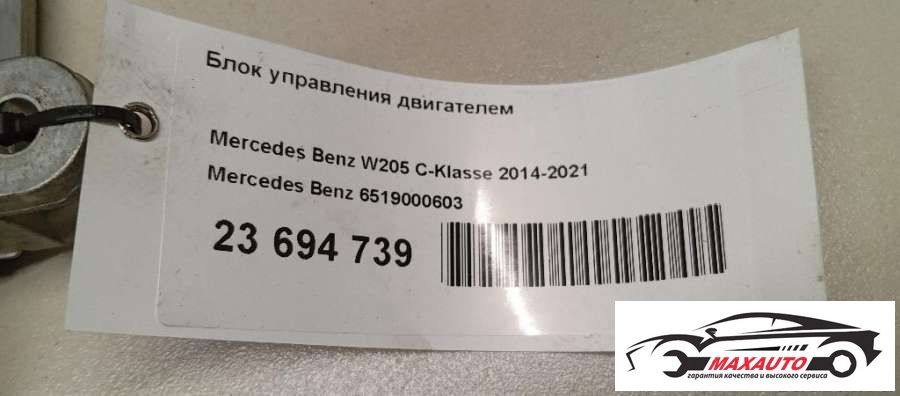 Блок управления двигателем
Mercedes Benz W205 C-Klasse 2014-2021
Mercedes Benz 6519000603
23 694 739
MAXAUTO
гарантия качества и высокого сервиса